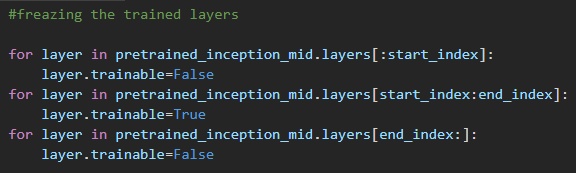 #freazing the trained layers

for layer in pretrained_inception_mid.layers[:start_index]:
    layer.trainable=False
for layer in pretrained_inception_mid.layers[start_index:end_index]:
    layer.trainable=True
for layer in pretrained_inception_mid.layers[end_index:]:
    layer.trainable=False